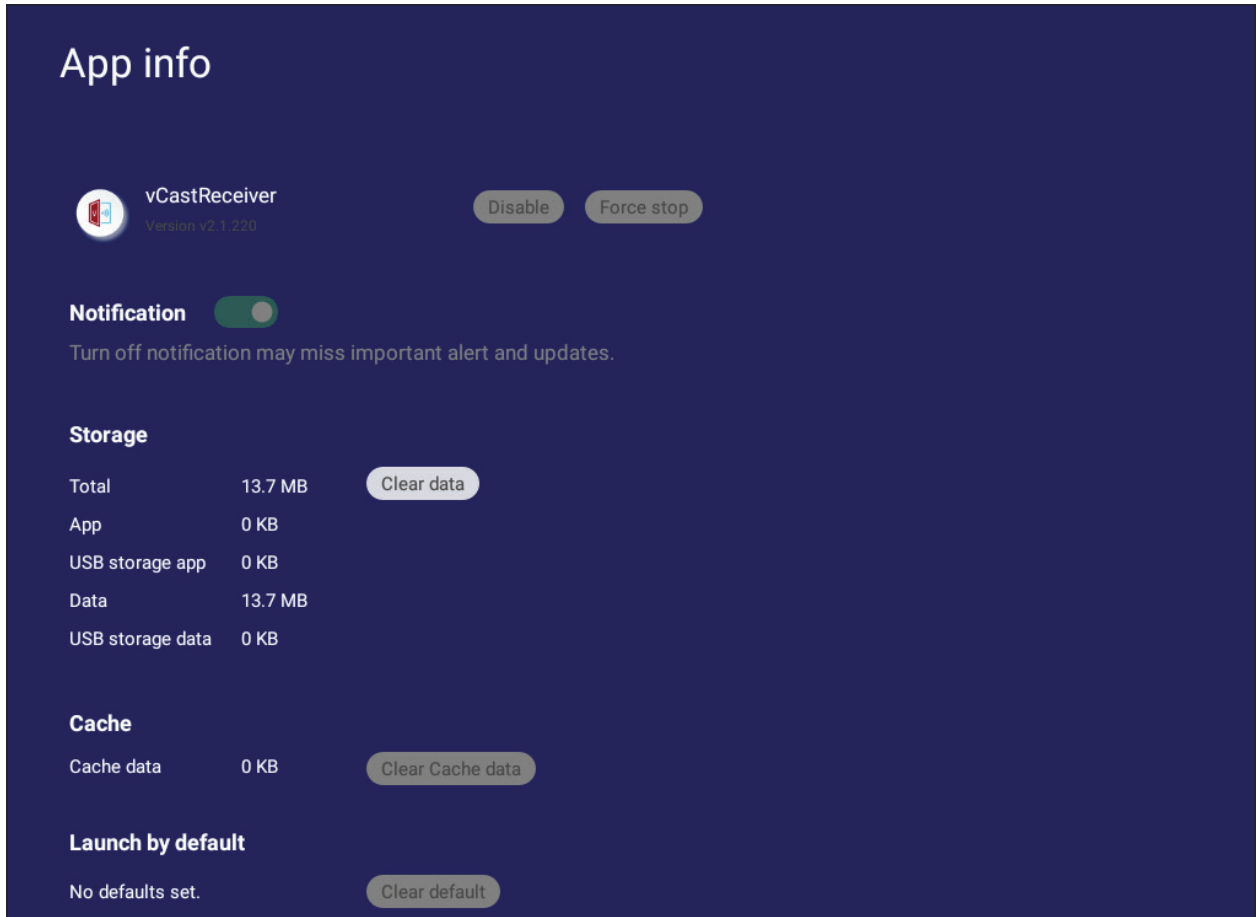 App info
vCastReceiver
Disable
Force stop
Version v2.1.220
Notification
Turn off notification may miss important alert and updates.
Storage
Total 13.7 MB Clear data
App 0 KB
USB storage app 0 KB
Data 13.7 MB
USB storage data 0 KB
Cache
Cache data 0 KB Clear Cache data
Launch by default
No defaults set. Clear default